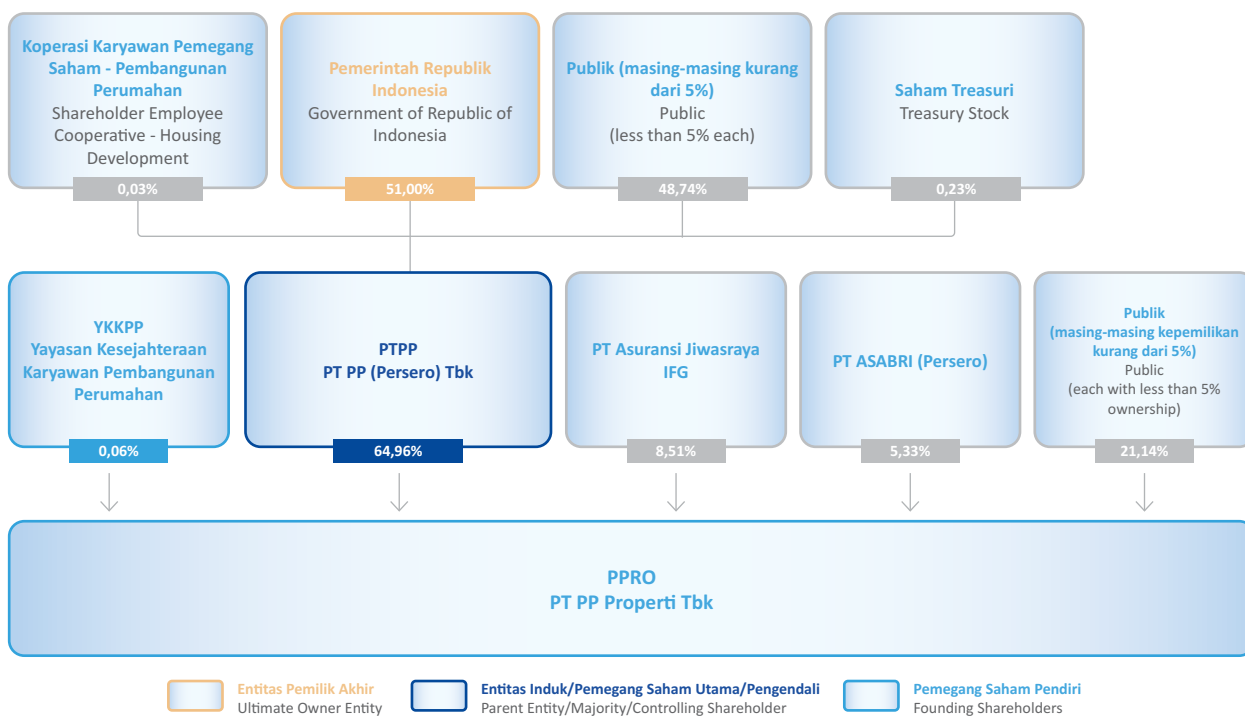 Koperasi Karyawan Pemegang
Saham - Pembangunan
Perumahan
Shareholder Employee
Cooperative - Housing
Development
0,03%
Pemerintah Republik
Indonesia
Government of Republic of
Indonesia
51,00%
Publik (masing-masing kurang
dari 5%)
Public
(less than 5% each)
48,74%
Saham Treasuri
Treasury Stock
0,23%
YKKPP
Yayasan Kesejahteraan
Karyawan Pembangunan
Perumahan
0,06%
PTPP
PT PP (Persero) Tbk
64,96%
PT Asuransi Jiwasraya
IFG
8,51%
PT ASABRI (Persero)
5,33%
Publik
(masing-masing kepemilikan
kurang dari 5%)
Public
(each with less than 5%
ownership)
21,14%
PPRO
PT PP Properti Tbk
Entitas Pemilik Akhir
Ultimate Owner Entity
Entitas Induk/Pemegang Saham Utama/Pengendali
Parent Entity/Majority/Controlling Shareholder
Pemegang Saham Pendiri
Founding Shareholders